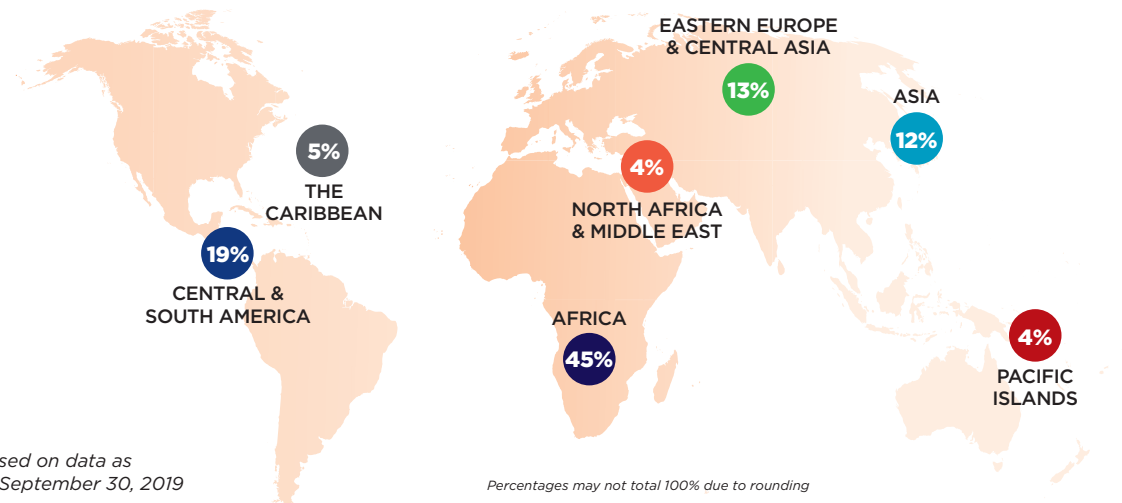 EASTERN EUROPE
& CENTRAL ASIA
13%
ASIA
12%
5%
THE
CARIBBEAN
4%
NORTH AFRICA
& MIDDLE EAST
19%
CENTRAL &
SOUTH AMERICA
AFRICA
45%
4%
PACIFIC
ISLANDS
sed on data as
September 30, 2019
Percentages may not total 100% due to rounding